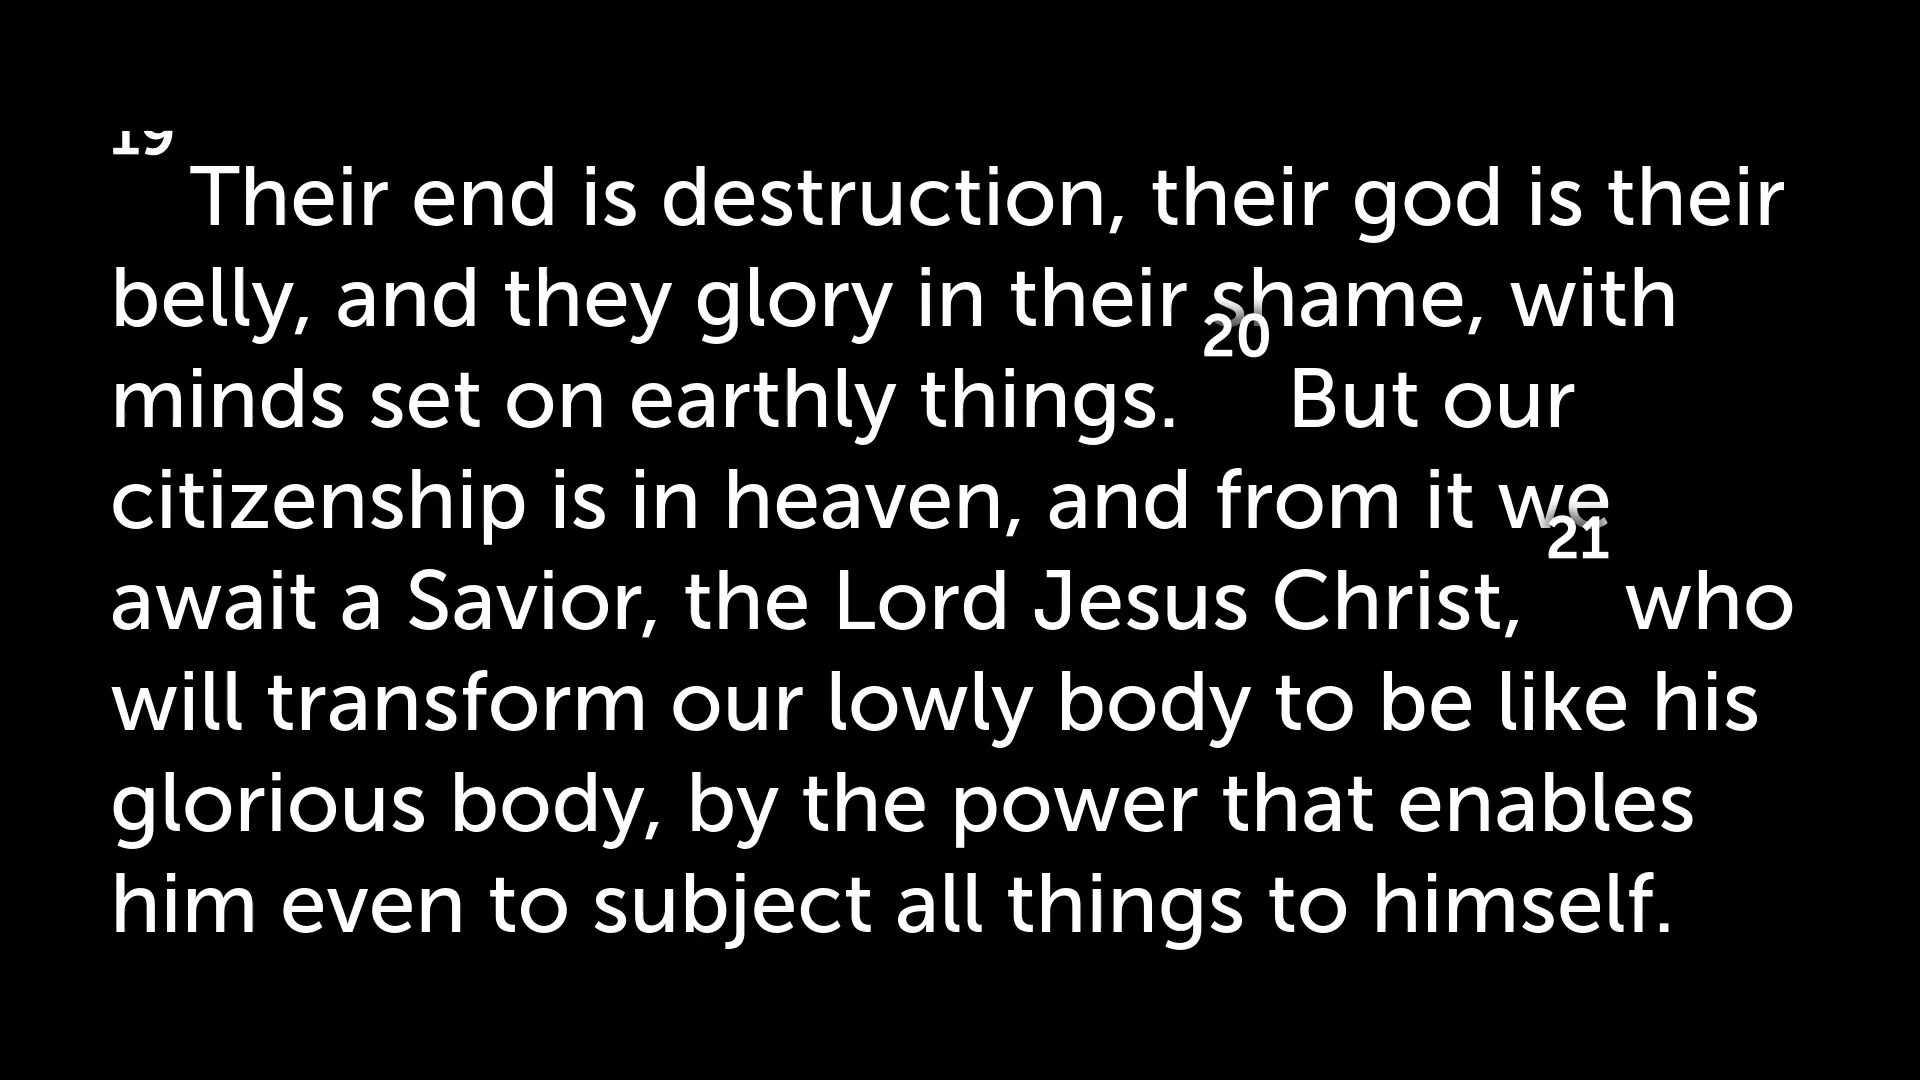 19 Their end is destruction, their god is their
belly, and they glory in their shame, with
minds set on earthly things. 20 But our
citizenship is in heaven, and from it we
await a Savior, the Lord Jesus Christ, 21 who
will transform our lowly body to be like his
glorious body, by the power that enables
him even to subject all things to himself.